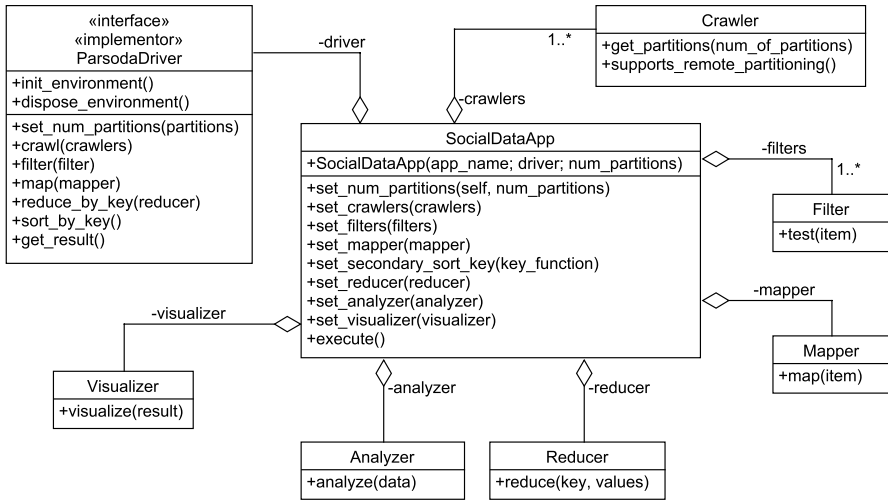 «interface»
«implementor»
ParsodaDriver
+init_environment()
+dispose_environment()
+set_num_partitions(partitions)
+crawl(crawlers)
+filter(filter)
+map(mapper)
+reduce_by_key(reducer)
+sort_by_key()
+get_result()
-driver
1..*
-crawlers
Crawler
+get_partitions(num_of_partitions)
+supports_remote_partitioning()
SocialDataApp
+SocialDataApp(app_name; driver; num_partitions)
+set_num_partitions(self, num_partitions)
+set_crawlers(crawlers)
+set_filters(filters)
+set_mapper(mapper)
+set_secondary_sort_key(key_function)
+set_reducer(reducer)
+set_analyzer(analyzer)
+set_visualizer(visualizer)
+execute()
-filters
1..*
Filter
+test(item)
-mapper
Mapper
+map(item)
-visualizer
Visualizer
+visualize(result)
-analyzer
Analyzer
+analyze(data)
-reducer
Reducer
+reduce(key, values)